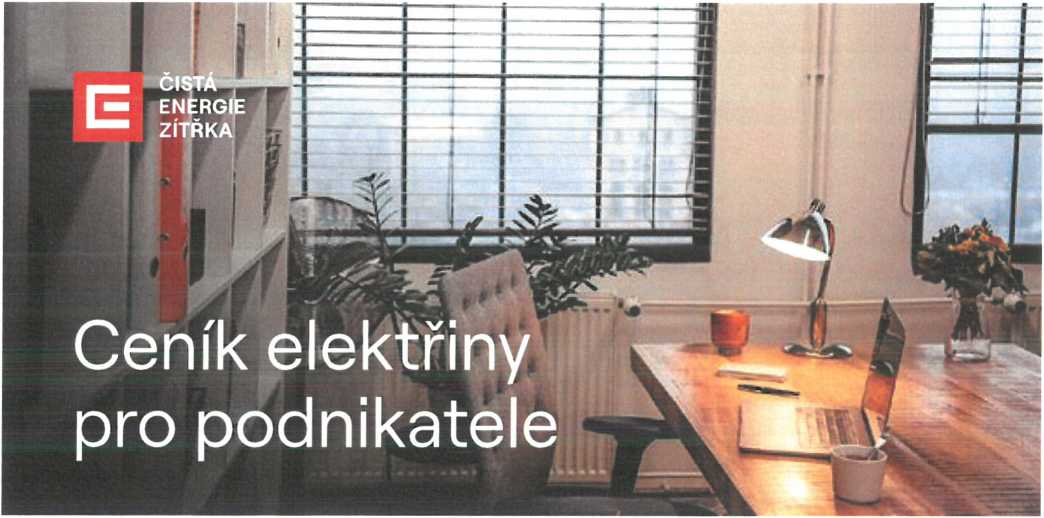 ČISTÁ
ENERGIE
ZÍTŘKA
Ceník elektřiny
pro podnikatele